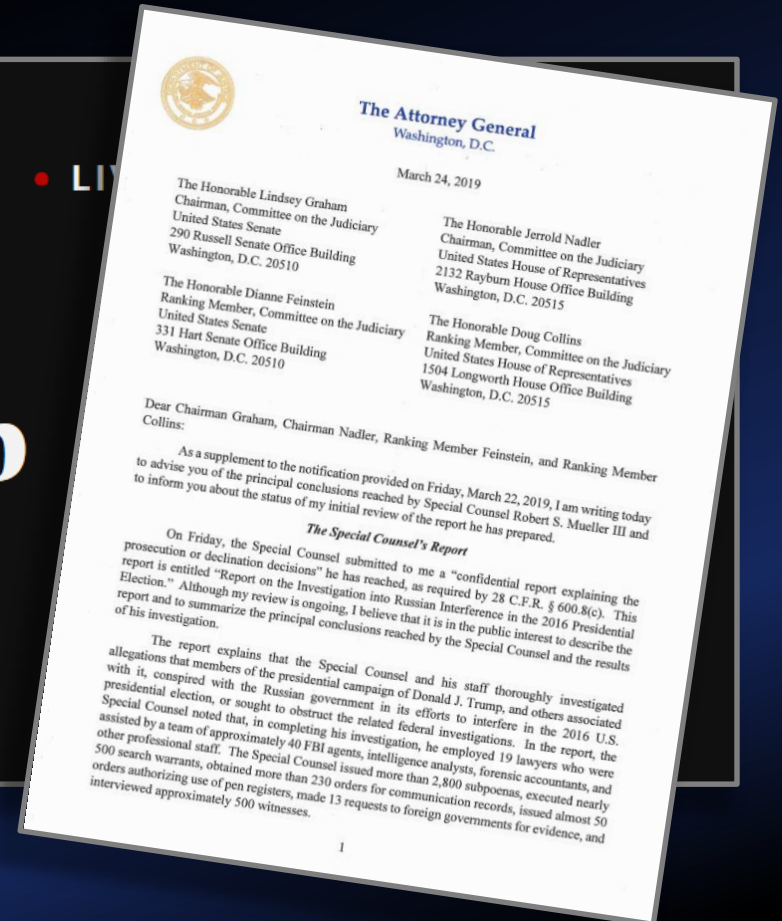 LIV
The Attorney General
Washington, D.C.
March 24, 2019
The Honorable Lindsey Graham
Chairman, Committee on the Judiciary
United States Senate
290 Russell Senate Office Building
Washington, D.C. 20510
The Honorable Jerrold Nadler
Chairman, Committee on the Judiciary
United States House of Representatives
2132 Rayburn House Office Building
Washington, D.C. 20515
The Honorable Dianne Feinstein
Ranking Member, Committee on the Judiciary
United States Senate
331 Hart Senate Office Building
Washington, D.C. 20510
The Honorable Doug Collins
Ranking Member, Committee on the Judiciary
United States House of Representatives
1504 Longworth House Office Building
Washington, D.C. 20515
Dear Chairman Graham, Chairman Nadler, Ranking Member Feinstein, and Ranking Member
Collins:
As a supplement to the notification provided on Friday, March 22, 2019, I am writing today
to advise you of the principal conclusions reached by Special Counsel Robert S. Mueller III and
to inform you about the status of my initial review of the report he has prepared.
The Special Counsel's Report
On Friday, the Special Counsel submitted to me a “confidential report explaining the
prosecution or declination decisions” he has reached, as required by 28 C.F.R. § 600.8(c). This
report is entitled “Report on the Investigation into Russian Interference in the 2016 Presidential
Election.” Although my review is ongoing, I believe that it is in the public interest to describe the
report and to summarize the principal conclusions reached by the Special Counsel and the results
of his investigation.
The report explains that the Special Counsel and his staff thoroughly investigated
allegations that members of the presidential campaign of Donald J. Trump, and others associated
with it, conspired with the Russian government in its efforts to interfere in the 2016 U.S.
presidential election, or sought to obstruct the related federal investigations. In the report, the
Special Counsel noted that, in completing his investigation, he employed 19 lawyers who were
assisted by a team of approximately 40 FBI agents, intelligence analysts, forensic accountants, and
other professional staff. The Special Counsel issued more than 2,800 subpoenas, executed nearly
500 search warrants, obtained more than 230 orders for communication records, issued almost 50
orders authorizing use of pen registers, made 13 requests to foreign governments for evidence, and
interviewed approximately 500 witnesses.
1